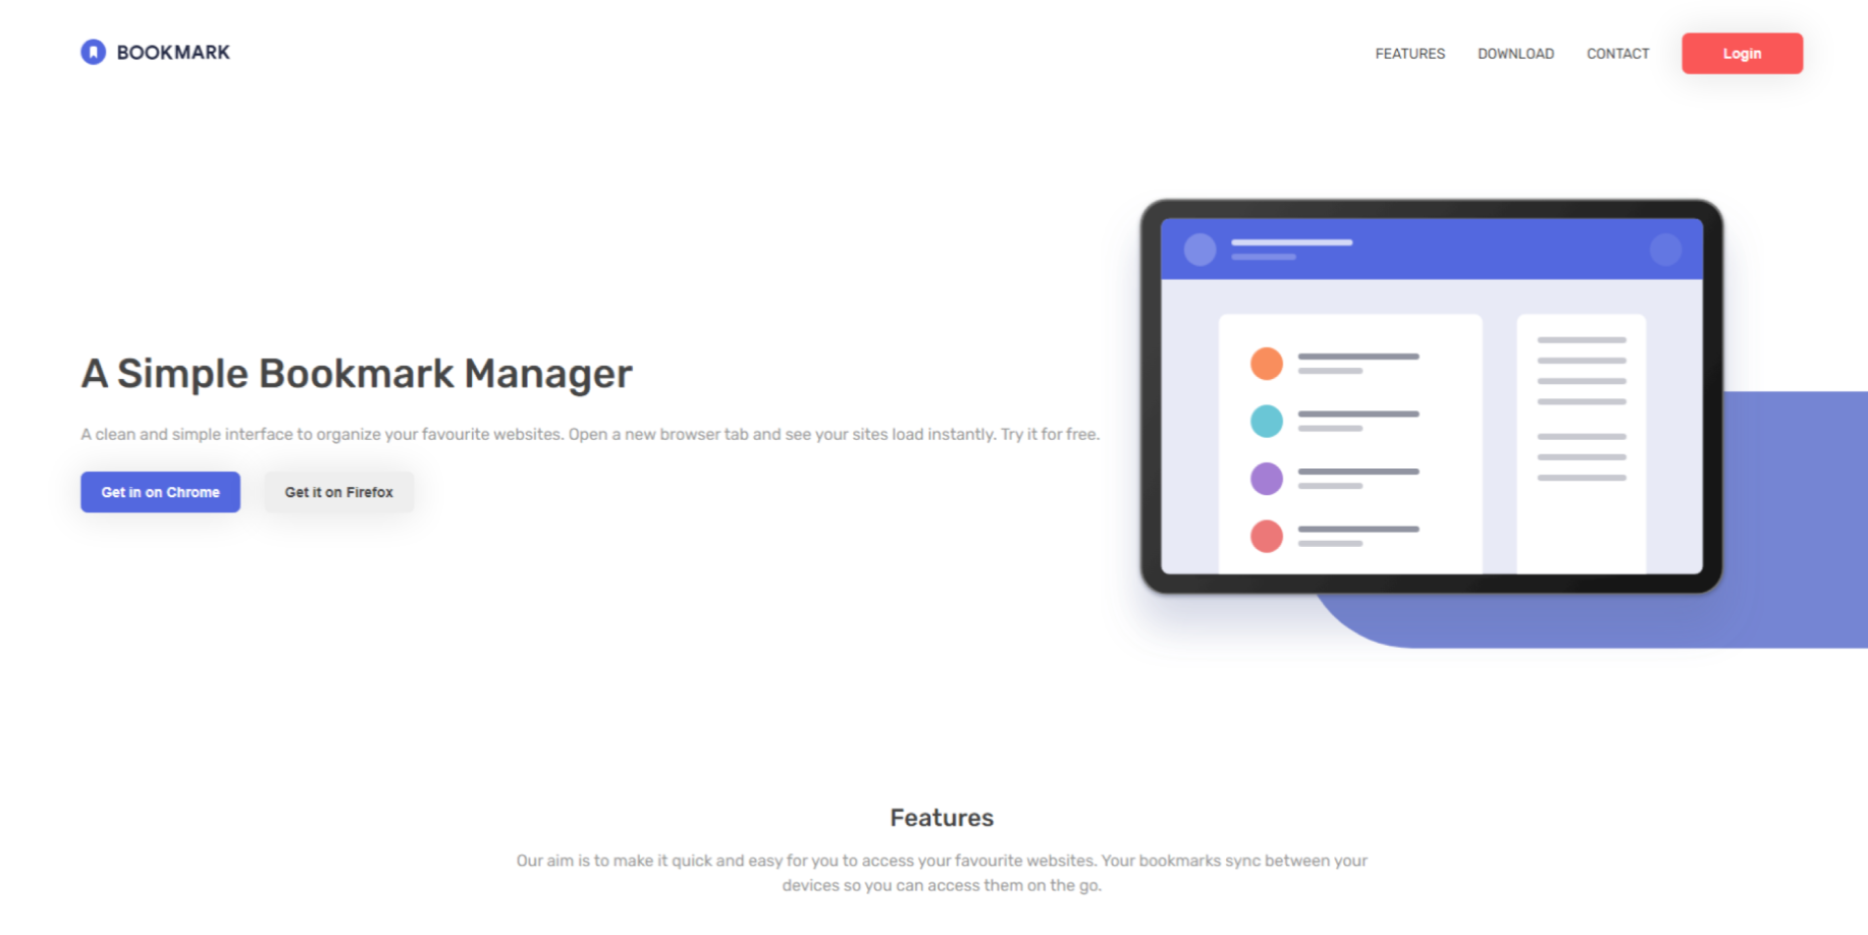 BOOKMARK
FEATURES DOWNLOAD CONTACT Login
A Simple Bookmark Manager
A clean and simple interface to organize your favourite websites. Open a new browser tab and see your sites load instantly. Try it for free.
Get in on Chrome Get it on Firefox
Features
Our aim is to make it quick and easy for you to access your favourite websites. Your bookmarks sync between your
devices so you can access them on the go.